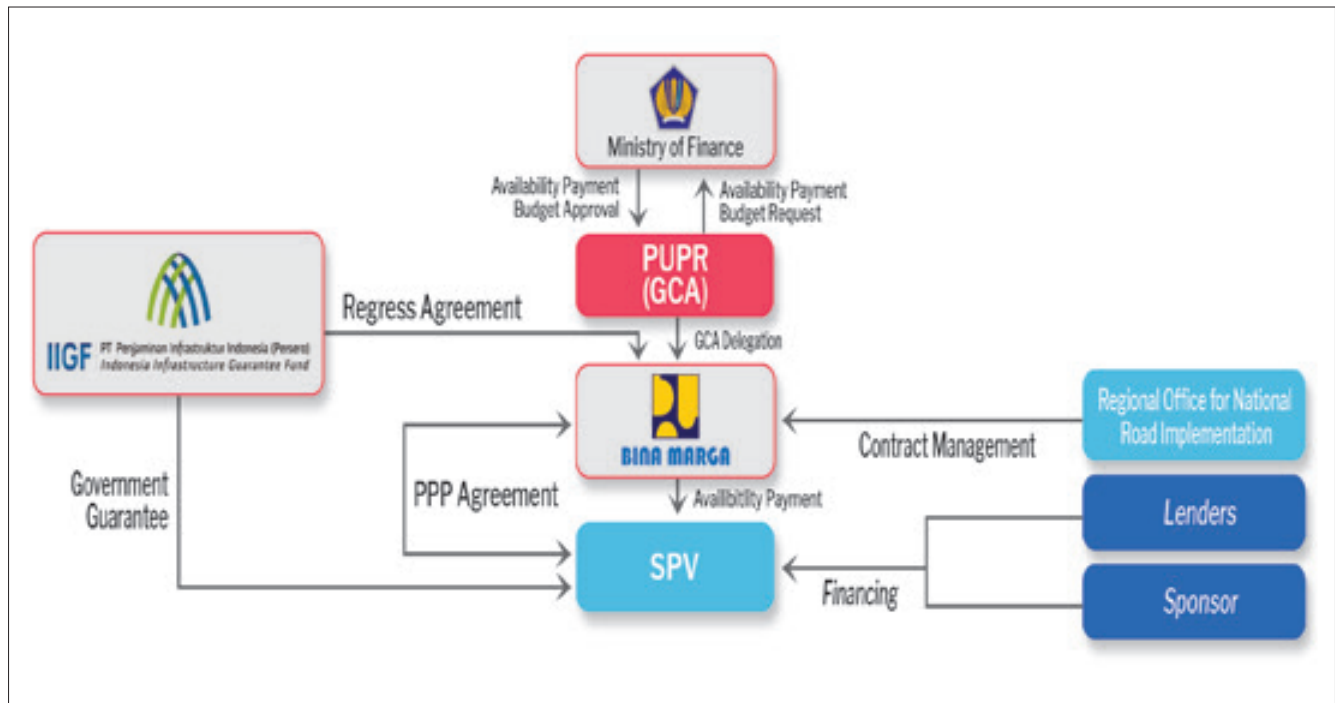 Ministry of Finance
Availability Payment
Budget Approval
Availability Payment
Budget Request
PUPR
(GCA)
IIGF PT Penjaminan Infrastruktur Indonesia (Persero)
Indonesia Infrastructure Guarantee Fund
Regress Agreement
GCA Delegation
BINA MARGA
Regional Office for National
Road Implementation
Contract Management
Government
Guarantee
PPP Agreement
Availibitlity Payment
SPV
Lenders
Financing
Sponsor